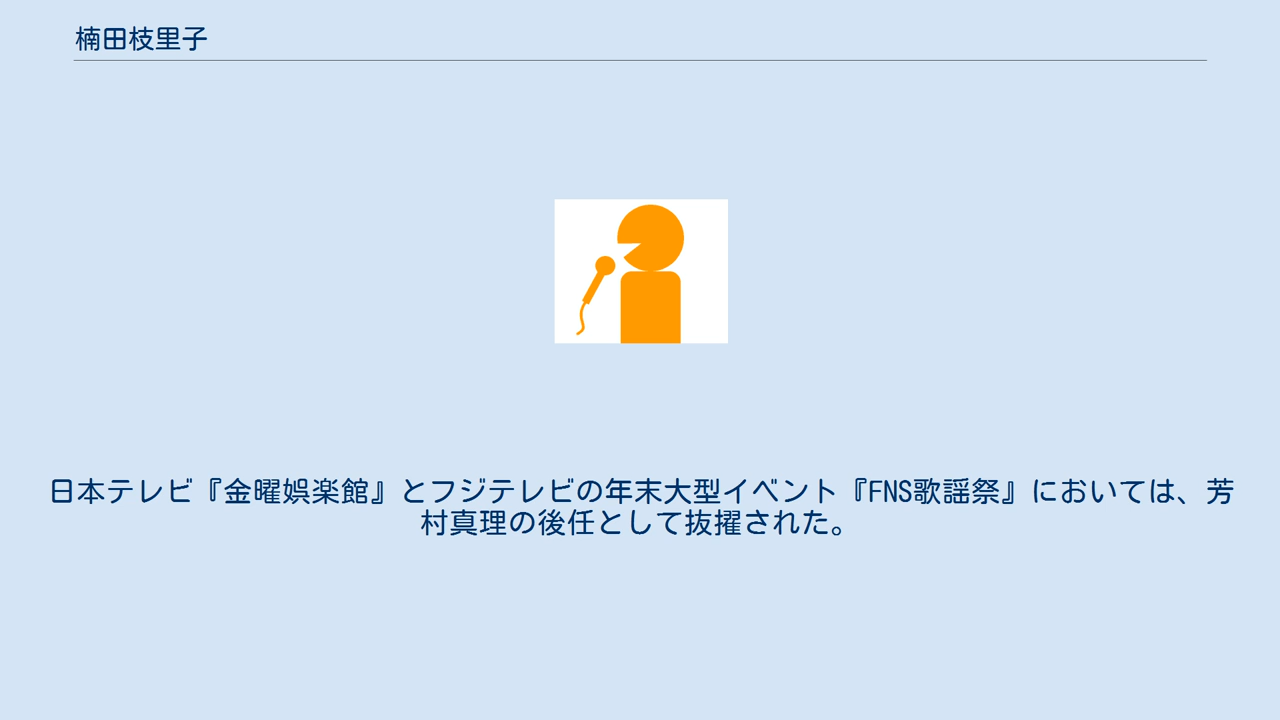 楠田枝里子
日本テレビ『金曜娯楽館』とフジテレビの年末大型イベント『FNS歌謡祭』においては、芳
村真理の後任として抜擢された。